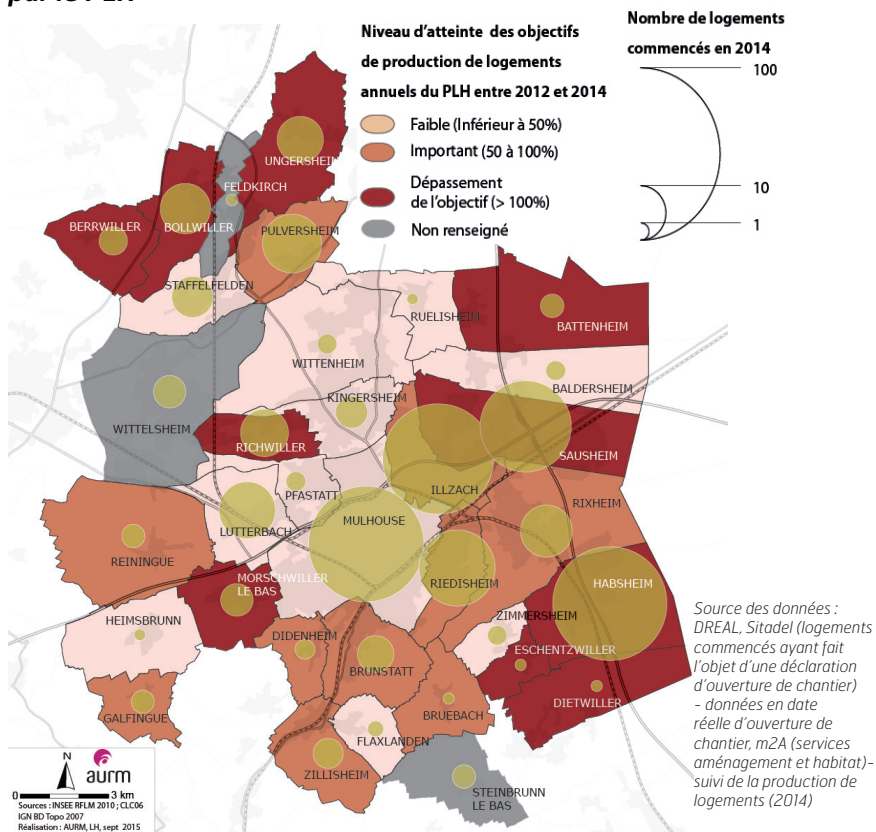 Niveau d'atteinte des objectifs
de production de logements
annuels du PLH entre 2012 et 2014
Faible (Inférieur à 50%)
Important (50 à 100%)
Dépassement
de l'objectif (> 100%)
Non renseigné
Nombre de logements
commencés en 2014
100
10
1
UNGERSHEIM
FELDKIRCH
BERRWILLER
BOLLWILLER
PULVERSHEIM
STAFFELFELDEN
RUELISHEIM
BATTENHEIM
WITTENHEIM
BALDERSHEIM
KINGERSHEIM
WITTELSHEIM
RICHWILLER
SAUSHEIM
PFASTATT
ILLZACH
RIXHEIM
LUTTERBACH
MULHOUSE
REININGUE
MORSCHWILLER
LE BAS
RIEDISHEIM
HABSHEIM
HEIMSBRUNN
ZIMMERSHEIM
DIDENHEIM
ESCHENTZWILLER
BRUNSTATT
DIETWILLER
GALFINGUE
BRUEBACH
FLAXLANDEN
ZILLISHEIM
STEINBRUNN
LE BAS
Source des données :
DREAL, Sitadel (logements
commencés ayant fait
l'objet d'une déclaration
d'ouverture de chantier)
- données en date
réelle d'ouverture de
chantier, m2A (services
aménagement et habitat)-
suivi de la production de
logements (2014)
N
aurm
0 3 km
Sources : INSEE RFLM 2010 ; CLC06
IGN BD Topo 2007
Réalisation : AURM, LH, sept 2015